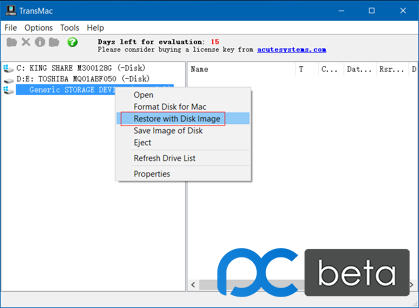 TransMac
File Options Tools Help
Days left for evaluation: 15
Please consider buying a license key from acutesystems.com
C: KING SHARE M300128G (-Disk)
D:E: TOSHIBA MQ01ABF050 (-Disk)
Generic STORAGE
Name T C... Dat... Rsr... D
Open
Format Disk for Mac
Restore with Disk Image
Save Image of Disk
Eject
Refresh Drive List
Properties
pc beta